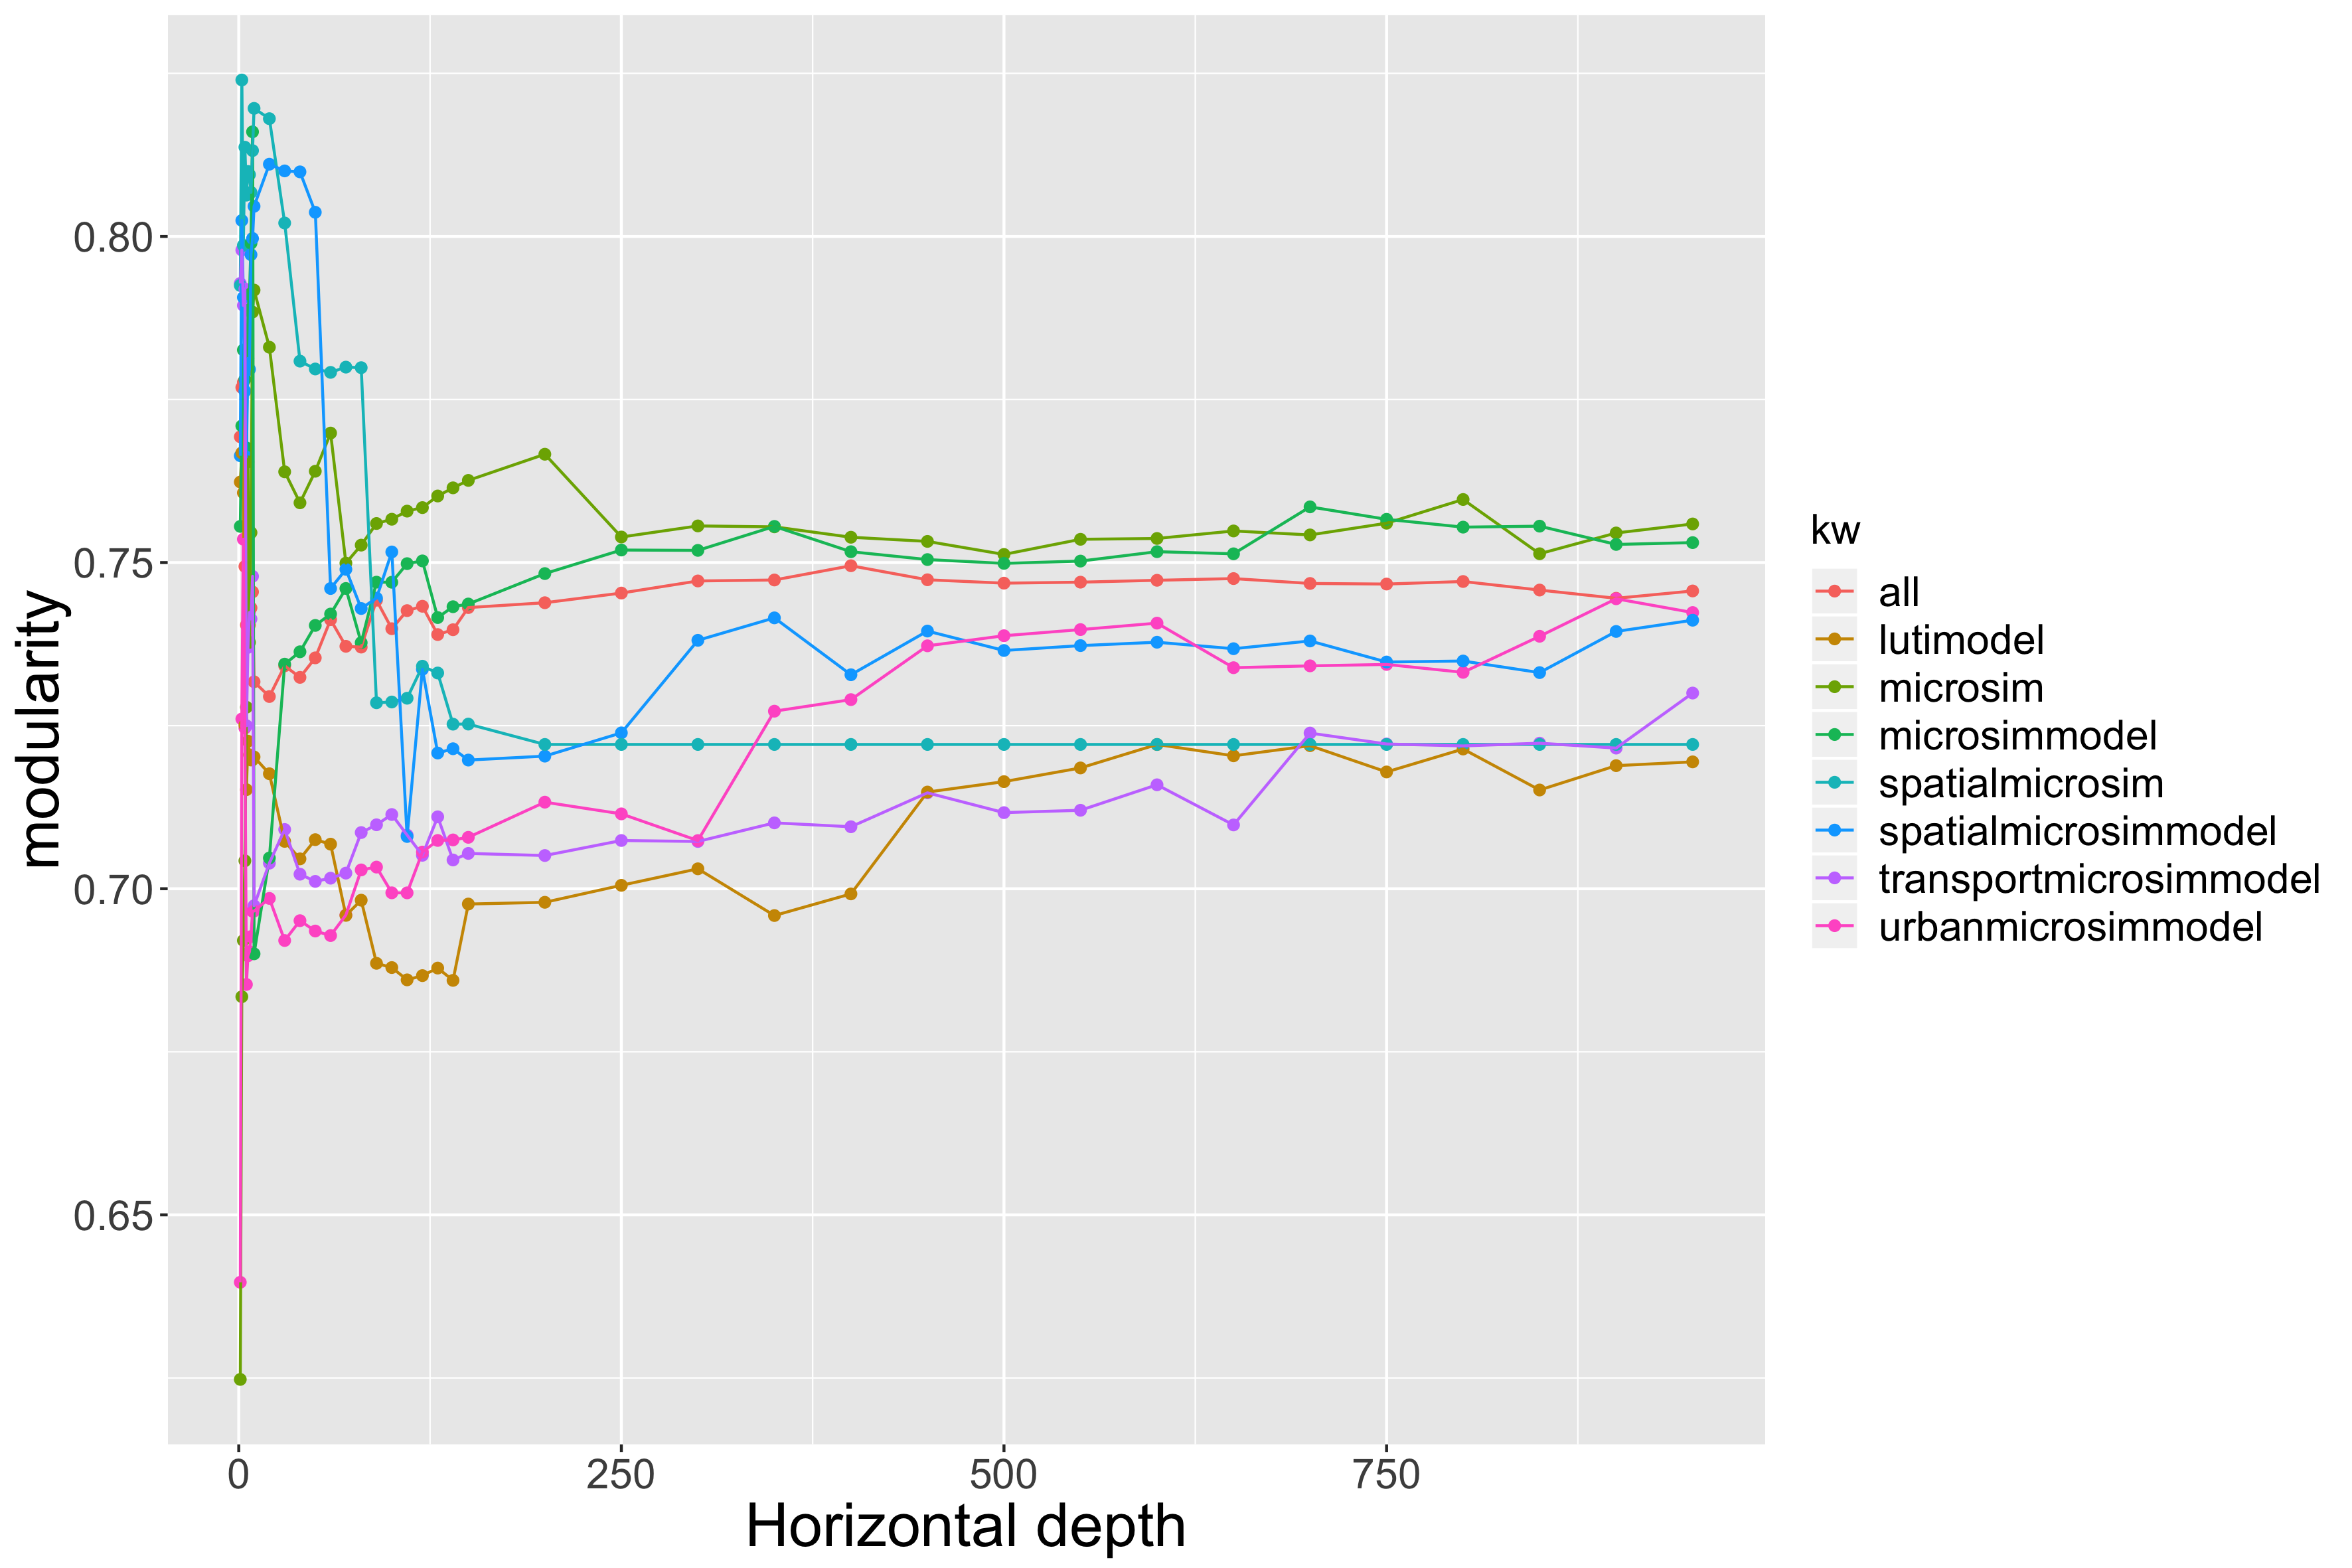 modularity
0.80
0.75
0.70
0.65
0
250
500
750
Horizontal depth
kw
all
lutimodel
microsim
microsimmodel
spatialmicrosim
spatialmicrosimmodel
transportmicrosimmodel
urbanmicrosimmodel